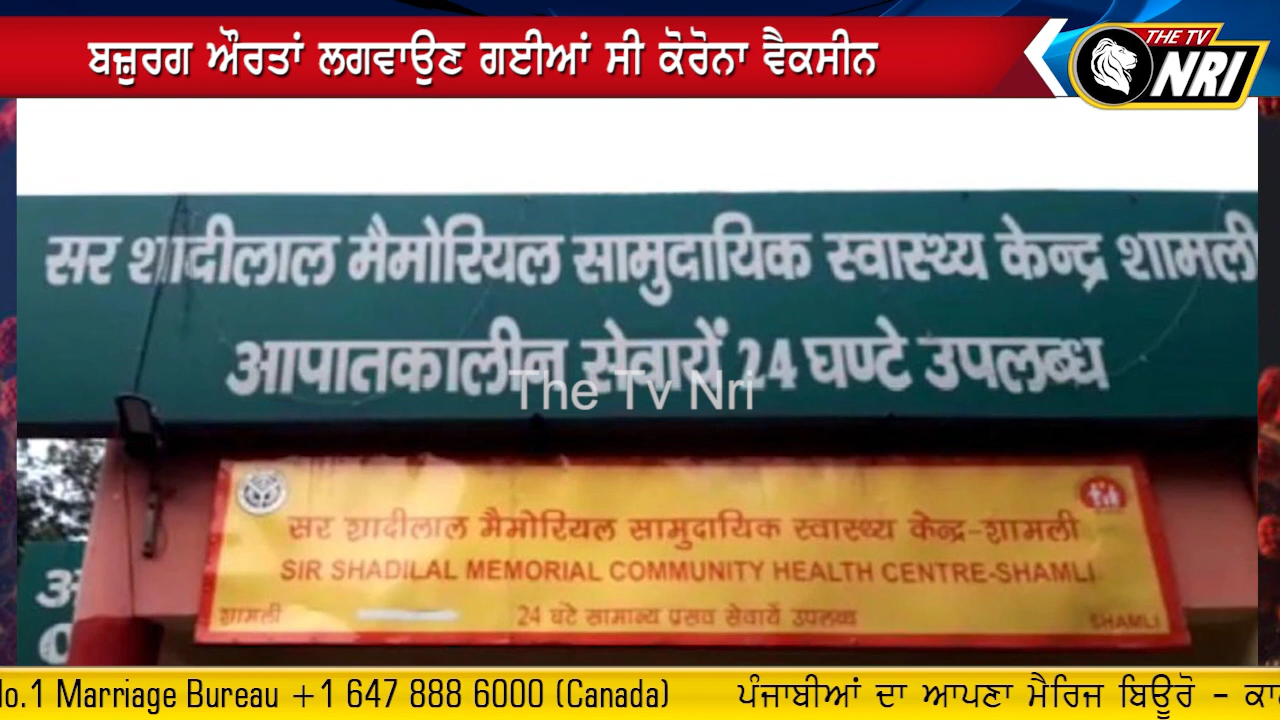 ਬਜ਼ੁਰਗ ਔਰਤਾਂ ਲਗਵਾਉਣ ਗਈਆਂ ਸੀ ਕੋਰੋਨਾ ਵੈਕਸੀਨ
THE TV
NRI
सर शादीलाल मैमोरियल सामुदायिक स्वास्थ्य केन्द्र शामली
आपातकालीन सेवायें 24 घण्टे उपलब्ध
The Tv Nri
सर शादीलाल मैमोरियल सामुदायिक स्वास्थ्य केन्द्र-शामली
SIR SHADILAL MEMORIAL COMMUNITY HEALTH CENTRE-SHAMLI
शामली 24 घंटे सामान्य प्रसव सेवायें उपलब्ध SHAMLI
No.1 Marriage Bureau +1 647 888 6000 (Canada) ਪੰਜਾਬੀਆਂ ਦਾ ਆਪਣਾ ਮੈਰਿਜ ਬਿਊਰੋ -